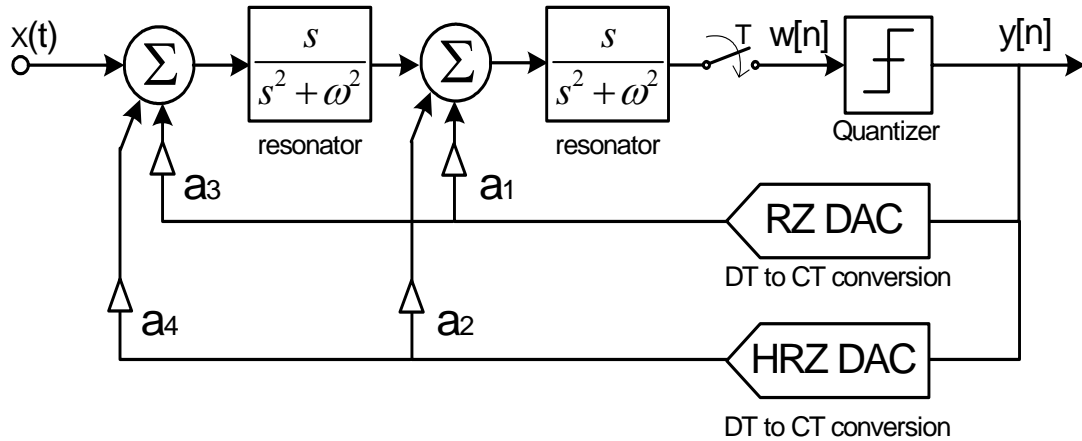 x(t)
Σ
s
s² + ω²
resonator
Σ
s
s² + ω²
resonator
T
w[n]
Quantizer
y[n]
a3
a1
RZ DAC
DT to CT conversion
a4
a2
HRZ DAC
DT to CT conversion